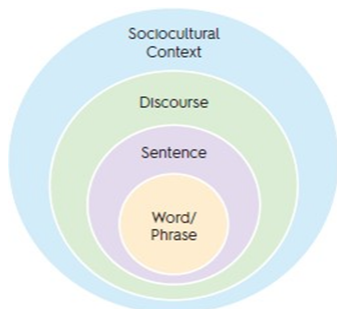 Sociocultural
Context
Discourse
Sentence
Word/
Phrase